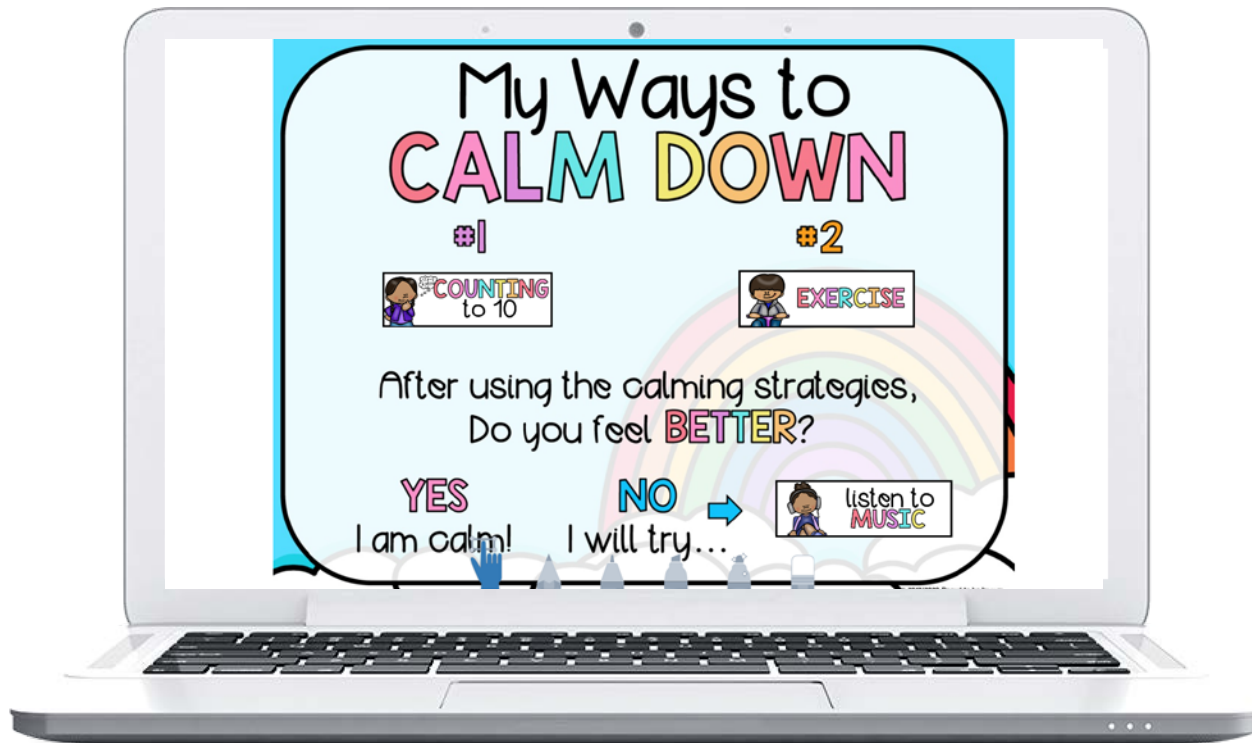 My Ways to
CALM DOWN
#1
#2
COUNTING
to 10
EXERCISE
After using the calming strategies,
Do you feel BETTER?
YES
I am calm!
NO
I will try...
listen to
MUSIC